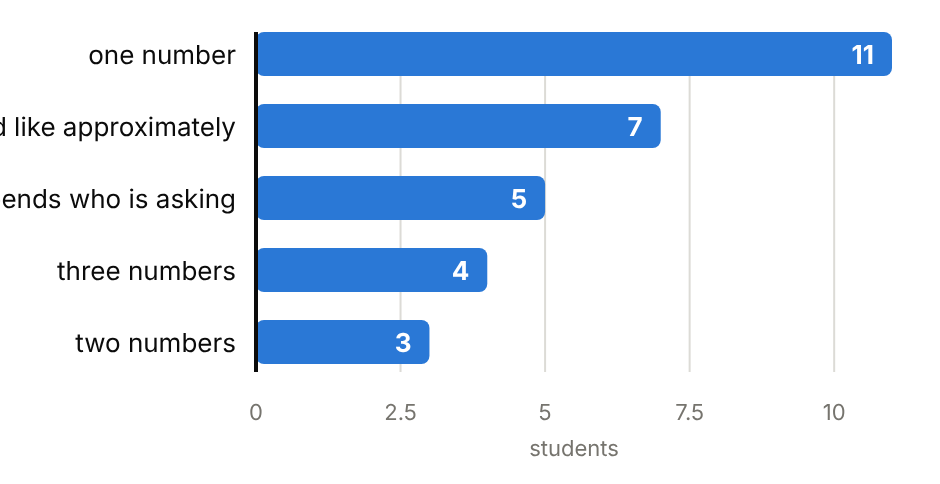 one number
11
like approximately
7
who is asking
5
three numbers
4
two numbers
3
0 2.5 5 7.5 10
students